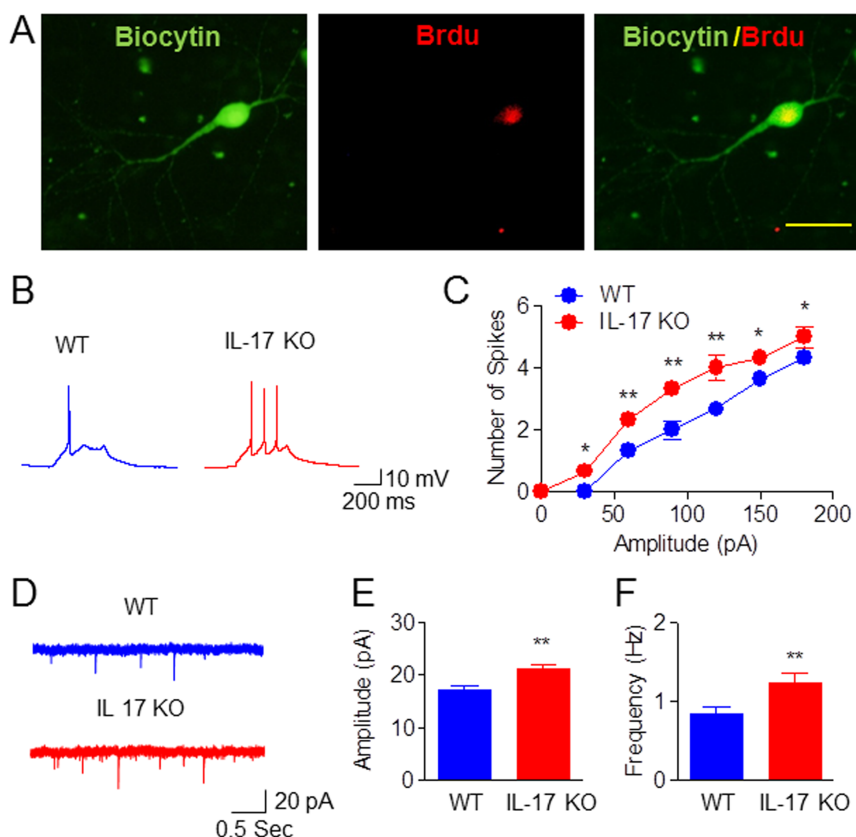 A
Biocytin
Brdu
Biocytin/Brdu
B
WT
IL-17 KO
10 mV
200 ms
C
WT
IL-17 KO
Number of Spikes
6
4
2
0
* ** ** ** * *
0 50 100 150 200
Amplitude (pA)
D
WT
IL 17 KO
20 pA
0.5 Sec
E
Amplitude (pA)
30
20
10
0
**
WT IL-17 KO
F
Frequency (Hz)
2
1
0
**
WT IL-17 KO